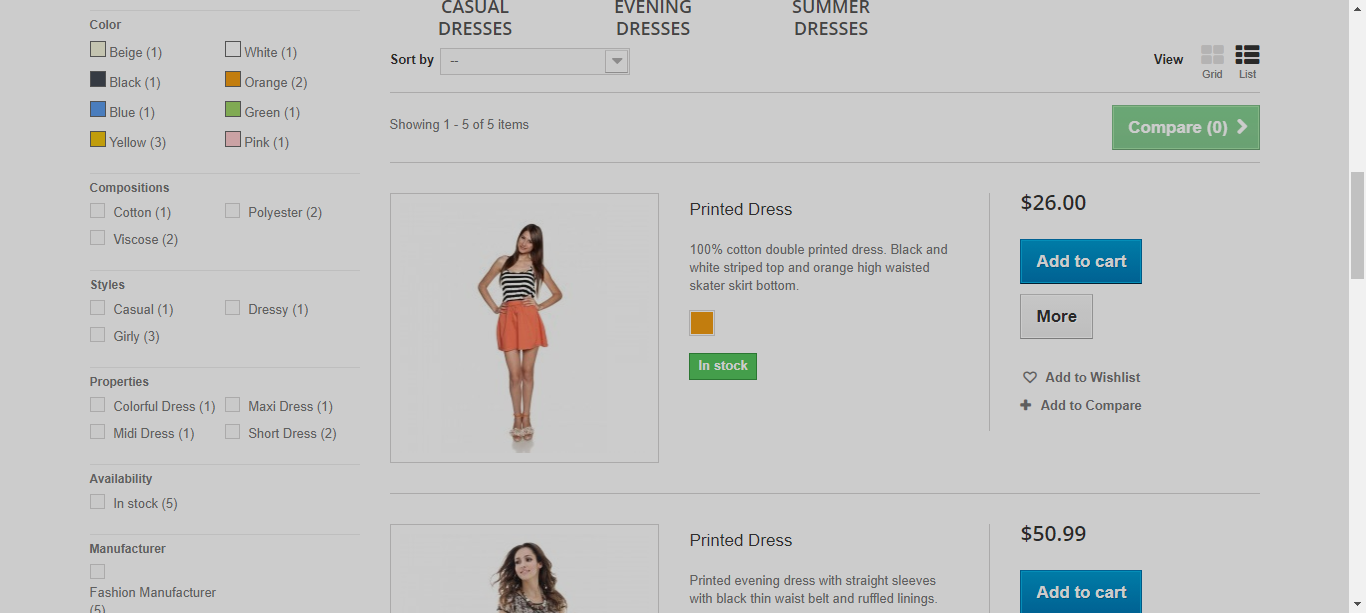 CASUAL
DRESSES
EVENING
DRESSES
SUMMER
DRESSES
Color
Beige (1)
White (1)
Black (1)
Orange (2)
Blue (1)
Green (1)
Yellow (3)
Pink (1)
Compositions
Cotton (1)
Polyester (2)
Viscose (2)
Styles
Casual (1)
Dressy (1)
Girly (3)
Properties
Colorful Dress (1)
Maxi Dress (1)
Midi Dress (1)
Short Dress (2)
Availability
In stock (5)
Manufacturer
Fashion Manufacturer
(5)
Sort by
--
View
Grid
List
Showing 1 - 5 of 5 items
Compare (0)
Printed Dress
100% cotton double printed dress. Black and
white striped top and orange high waisted
skater skirt bottom.
In stock
$26.00
Add to cart
More
Add to Wishlist
Add to Compare
Printed Dress
Printed evening dress with straight sleeves
with black thin waist belt and ruffled linings.
$50.99
Add to cart